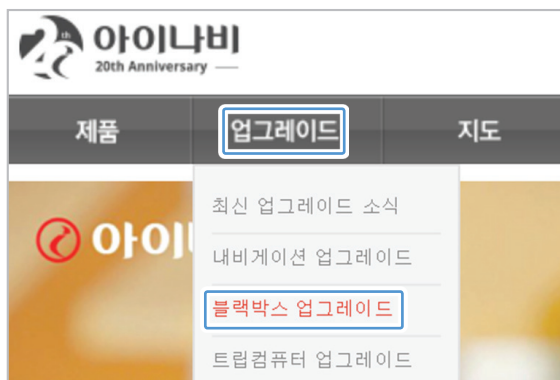 20th
아이나비
20th Anniversary
제품 업그레이드 지도
최신 업그레이드 소식
아이
내비게이션 업그레이드
블랙박스 업그레이드
트립컴퓨터 업그레이드